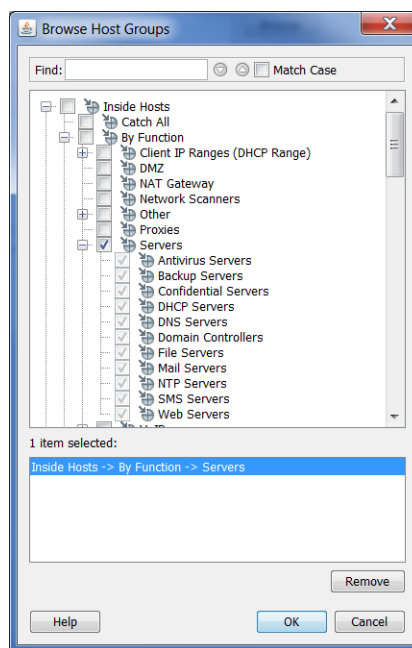 Browse Host Groups
Find:
Match Case
Inside Hosts
Catch All
By Function
Client IP Ranges (DHCP Range)
DMZ
NAT Gateway
Network Scanners
Other
Proxies
Servers
Antivirus Servers
Backup Servers
Confidential Servers
DHCP Servers
DNS Servers
Domain Controllers
File Servers
Mail Servers
NTP Servers
SMS Servers
Web Servers
1 item selected:
Inside Hosts -> By Function -> Servers
Remove
Help
OK
Cancel